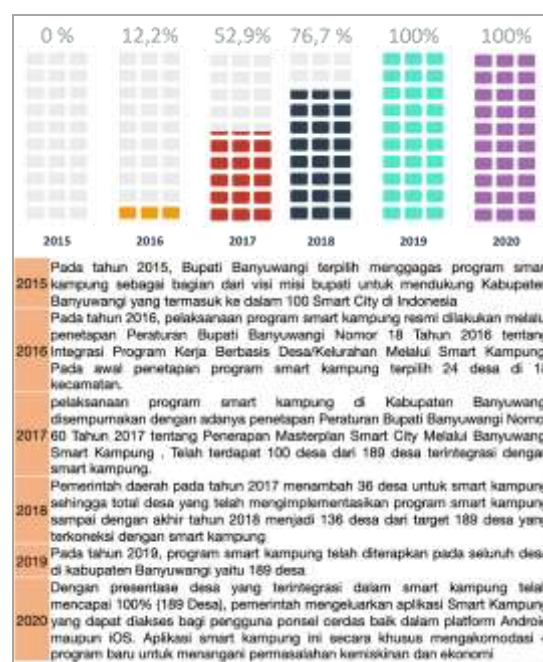 0 % 12,2% 52,9% 76,7 % 100% 100%
2015 2016 2017 2018 2019 2020
2015
Pada tahun 2015, Bupati Banyuwangi terpilih menggagas program smar
kampung sebagai bagian dari visi misi bupati untuk mendukung Kabupate
Banyuwangi yang termasuk ke dalam 100 Smart City di Indonesia
2016
Pada tahun 2016, pelaksanaan program smart kampung resmi dilakukan melalu
penetapan Peraturan Bupati Banyuwangi Nomor 18 Tahun 2016 tentang
Integrasi Program Kerja Berbasis Desa/Kelurahan Melalui Smart Kampung
Pada awal penetapan program smart kampung terpilih 24 desa di 18
kecamatan.
2017
pelaksanaan program smart kampung di Kabupaten Banyuwang
disempurnakan dengan adanya penetapan Peraturan Bupati Banyuwangi Nomo
60 Tahun 2017 tentang Penerapan Masterplan Smart City Melalui Banyuwang
Smart Kampung . Telah terdapat 100 desa dari 189 desa terintegrasi dengan
smart kampung.
2018
Pemerintah daerah pada tahun 2017 menambah 36 desa untuk smart kampung
sehingga total desa yang telah mengimplementasikan program smart kampung
sampai dengan akhir tahun 2018 menjadi 136 desa dari target 189 desa yang
terkoneksi dengan smart kampung
2019
Pada tahun 2019, program smart kampung telah diterapkan pada seluruh desa
di kabupaten Banyuwangi yaitu 189 desa
2020
Dengan presentase desa yang terintegrasi dalam smart kampung telah
mencapai 100% (189 Desa), pemerintah mengeluarkan aplikasi Smart Kampung
yang dapat diakses bagi pengguna ponsel cerdas baik dalam platform Androi
maupun iOS. Aplikasi smart kampung ini secara khusus mengakomodasi
program baru untuk menangani permasalahan kemiskinan dan ekonomi